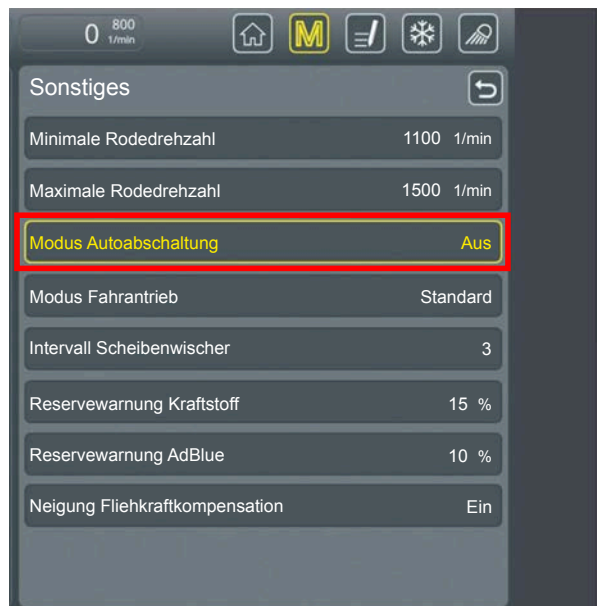 0 800 1/min M
Sonstiges
Minimale Rodedrehzahl 1100 1/min
Maximale Rodedrehzahl 1500 1/min
Modus Autoabschaltung Aus
Modus Fahrantrieb Standard
Intervall Scheibenwischer 3
Reservewarnung Kraftstoff 15 %
Reservewarnung AdBlue 10 %
Neigung Fliehkraftkompensation Ein